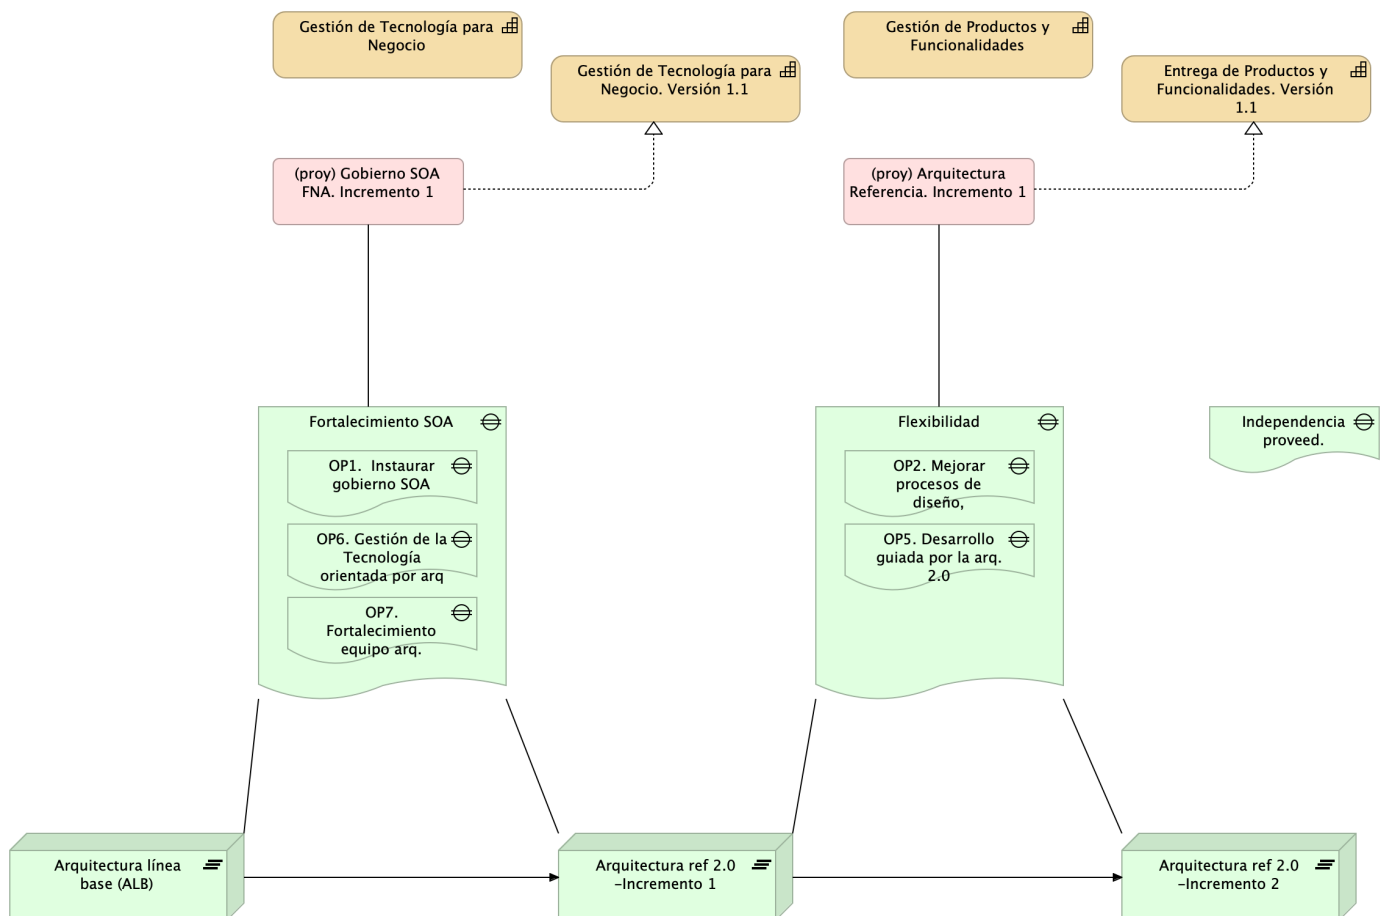 Gestión de Tecnología para
Negocio
Gestión de Tecnología para
Negocio. Versión 1.1
Gestión de Productos y
Funcionalidades
Entrega de Productos y
Funcionalidades. Versión
1.1
(proy) Gobierno SOA
FNA. Incremento 1
(proy) Arquitectura
Referencia. Incremento 1
Fortalecimiento SOA
OP1.  Instaurar
gobierno SOA
OP6. Gestión de la
Tecnología
orientada por arq
OP7.
Fortalecimiento
equipo arq.
Flexibilidad
OP2. Mejorar
procesos de
diseño,
OP5. Desarrollo
guiada por la arq.
2.0
Independencia
proveed.
Arquitectura línea
base (ALB)
Arquitectura ref 2.0
-Incremento 1
Arquitectura ref 2.0
-Incremento 2